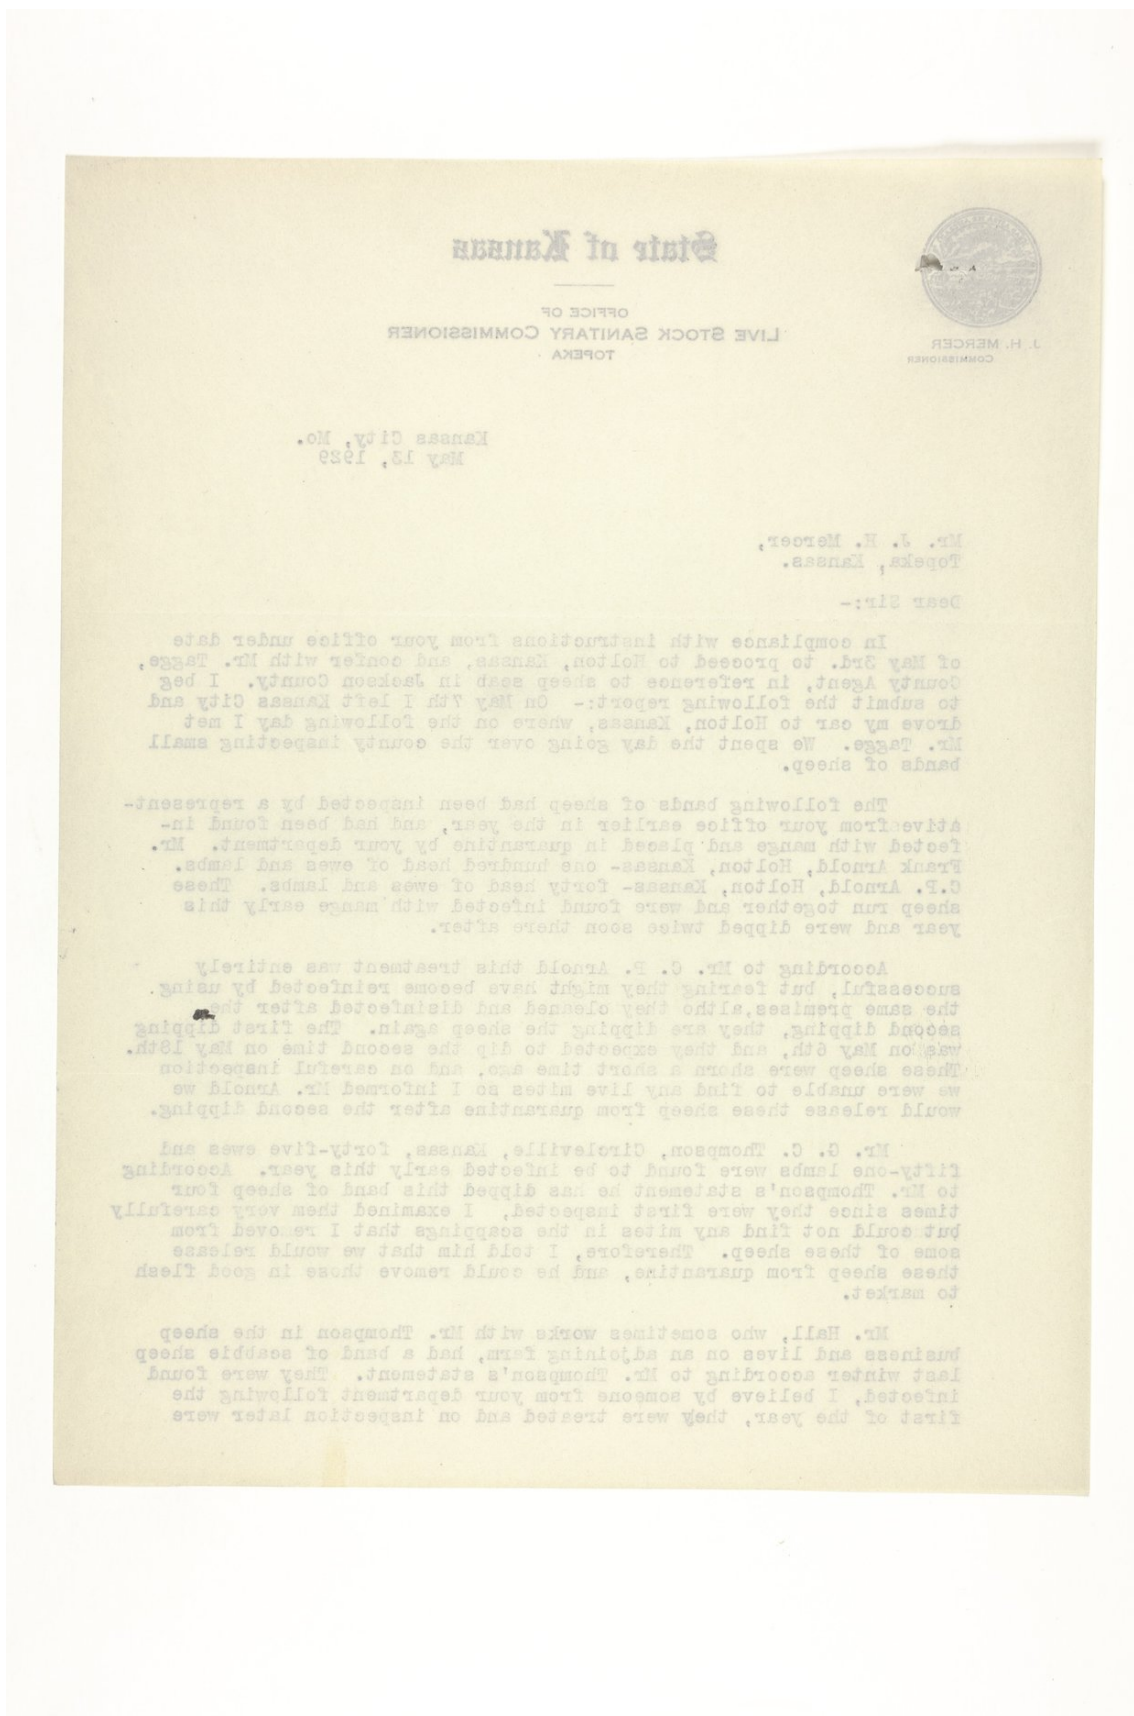 State of Kansas
OFFICE OF
LIVE STOCK SANITARY COMMISSIONER
TOPEKA
J. H. MERCER
COMMISSIONER
Kansas City, Mo.
May 13, 1929
Mr. J. H. Mercer,
Topeka, Kansas.
Dear Sir:-
In compliance with instructions from your office under date
of May 3rd. to proceed to Holton, Kansas, and confer with Mr. Tagge,
County Agent, in reference to sheep scab in Jackson County. I beg
to submit the following report:- On May 7th I left Kansas City and
drove my car to Holton, Kansas, where on the following day I met
Mr. Tagge. We spent the day going over the county inspecting small
bands of sheep.
The following bands of sheep had been inspected by a represent-
ative from your office earlier in the year, and had been found in-
fected with mange and placed in quarantine by your department. Mr.
Frank Arnold, Holton, Kansas- one hundred head of ewes and lambs.
C.P. Arnold, Holton, Kansas- forty head of ewes and lambs. These
sheep run together and were found infected with mange early this
year and were dipped twice soon there after.
According to Mr. C. P. Arnold this treatment was entirely
successful, but fearing they might have become reinfected by using
the same premises,altho they cleaned and disinfected after the
second dipping, they are dipping the sheep again. The first dipping
was on May 6th, and they expected to dip the second time on May 18th.
These sheep were shorn a short time ago, and on careful inspection
we were unable to find any live mites so I informed Mr. Arnold we
would release these sheep from quarantine after the second dipping.
Mr. G. C. Thompson, Circleville, Kansas, forty-five ewes and
fifty-one lambs were found to be infected early this year. According
to Mr. Thompson's statement he has dipped this band of sheep four
times since they were first inspected, I examined them very carefully
but could not find any mites in the scappings that I removed from
some of these sheep. Therefore, I told him that we would release
these sheep from quarantine, and he could remove those in good flesh
to market.
Mr. Hall, who sometimes works with Mr. Thompson in the sheep
business and lives on an adjoining farm, had a band of scabbie sheep
last winter according to Mr. Thompson's statement. They were found
infected, I believe by someone from your department following the
first of the year, they were treated and on inspection later were